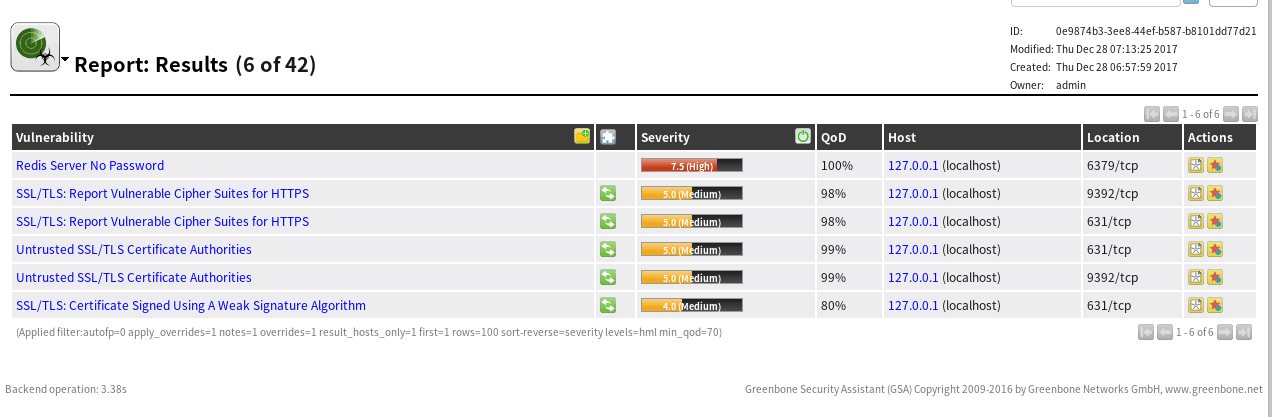 ID: 0e9874b3-3ee8-44ef-b587-b8101dd77d21
Modified: Thu Dec 28 07:13:25 2017
Created: Thu Dec 28 06:57:59 2017
Owner: admin
Report: Results (6 of 42)
1 - 6 of 6
Vulnerability Severity QoD Host Location Actions
Redis Server No Password 7.5 (High) 100% 127.0.0.1 (localhost) 6379/tcp
SSL/TLS: Report Vulnerable Cipher Suites for HTTPS 5.0 (Medium) 98% 127.0.0.1 (localhost) 9392/tcp
SSL/TLS: Report Vulnerable Cipher Suites for HTTPS 5.0 (Medium) 98% 127.0.0.1 (localhost) 631/tcp
Untrusted SSL/TLS Certificate Authorities 5.0 (Medium) 99% 127.0.0.1 (localhost) 631/tcp
Untrusted SSL/TLS Certificate Authorities 5.0 (Medium) 99% 127.0.0.1 (localhost) 9392/tcp
SSL/TLS: Certificate Signed Using A Weak Signature Algorithm 4.0 (Medium) 80% 127.0.0.1 (localhost) 631/tcp
(Applied filter:autofp=0 apply_overrides=1 notes=1 overrides=1 result_hosts_only=1 first=1 rows=100 sort-reverse=severity levels=hml min_qod=70) 1 - 6 of 6
Backend operation: 3.38s Greenbone Security Assistant (GSA) Copyright 2009-2016 by Greenbone Networks GmbH, www.greenbone.net